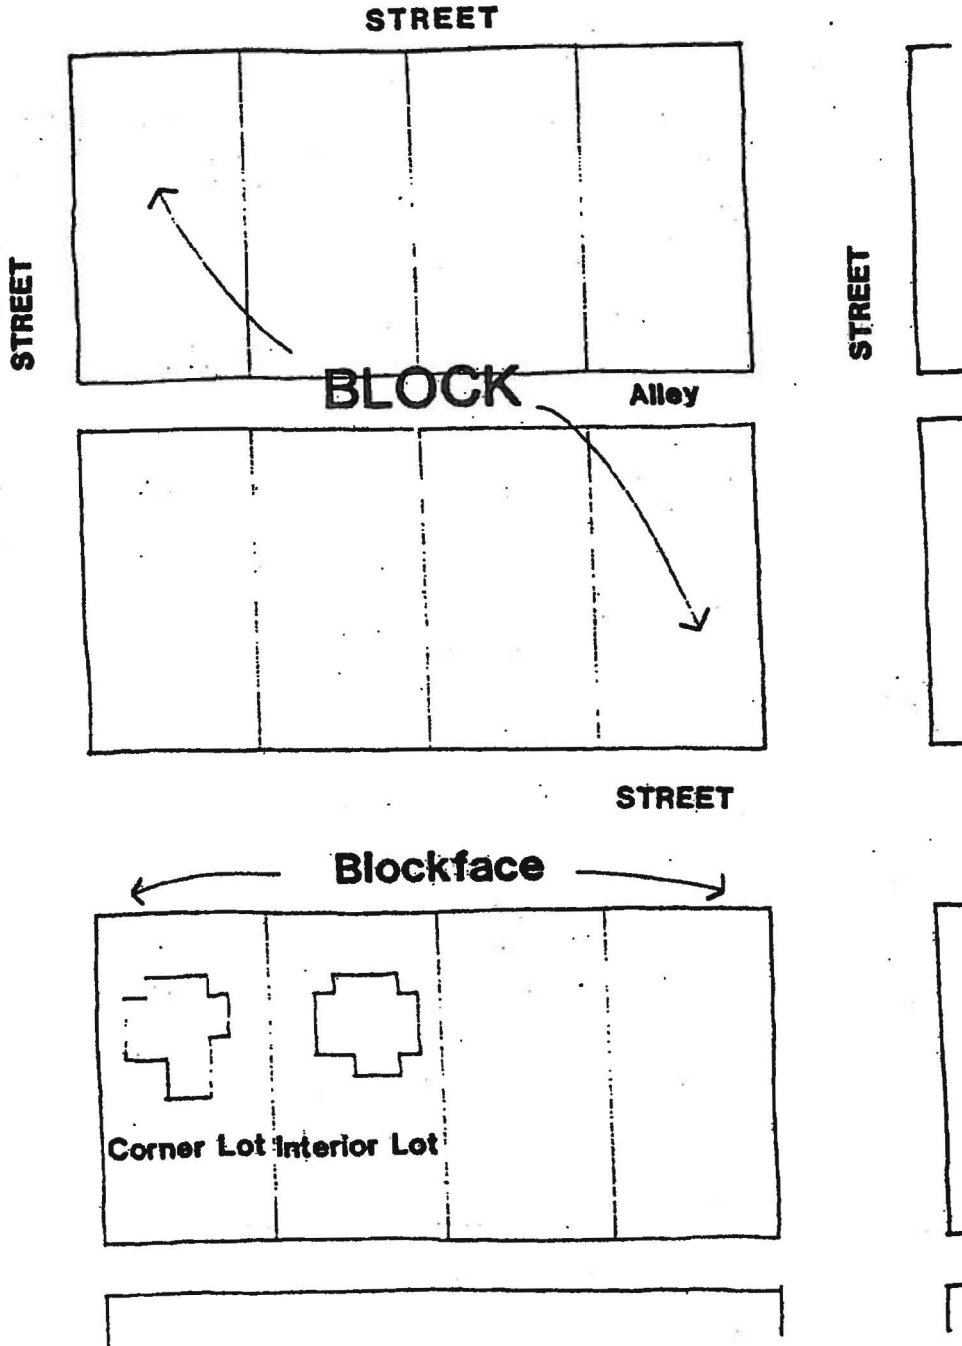 STREET
STREET
STREET
BLOCK
Alley
STREET
Blockface
Corner Lot
Interior Lot